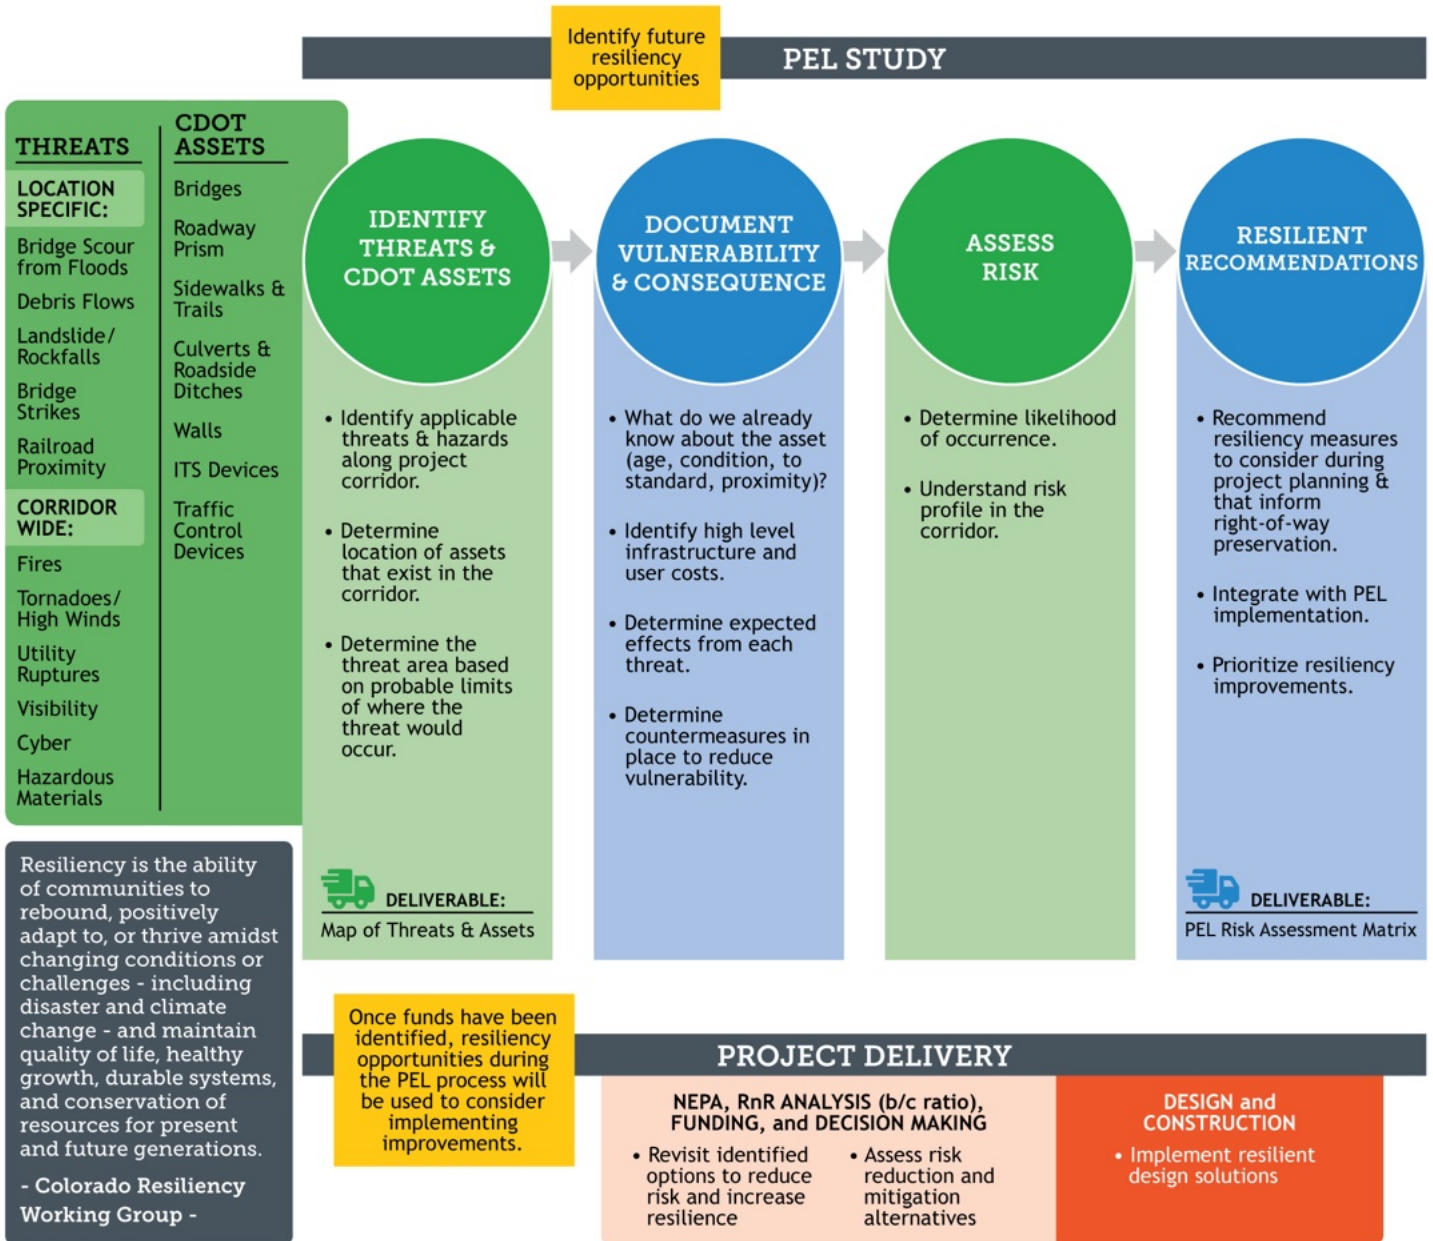 Identify future
resiliency
opportunities
PEL STUDY
THREATS
LOCATION
SPECIFIC:
Bridge Scour
from Floods
Debris Flows
Landslide/
Rockfalls
Bridge
Strikes
Railroad
Proximity
CORRIDOR
WIDE:
Fires
Tornadoes/
High Winds
Utility
Ruptures
Visibility
Cyber
Hazardous
Materials
CDOT
ASSETS
Bridges
Roadway
Prism
Sidewalks &
Trails
Culverts &
Roadside
Ditches
Walls
ITS Devices
Traffic
Control
Devices
IDENTIFY
THREATS &
CDOT ASSETS
• Identify applicable
threats & hazards
along project
corridor.
• Determine
location of assets
that exist in the
corridor.
• Determine the
threat area based
on probable limits
of where the
threat would
occur.
DELIVERABLE:
Map of Threats & Assets
DOCUMENT
VULNERABILITY
& CONSEQUENCE
• What do we already
know about the asset
(age, condition, to
standard, proximity)?
• Identify high level
infrastructure and
user costs.
• Determine expected
effects from each
threat.
• Determine
countermeasures in
place to reduce
vulnerability.
ASSESS
RISK
• Determine likelihood
of occurrence.
• Understand risk
profile in the
corridor.
RESILIENT
RECOMMENDATIONS
• Recommend
resiliency measures
to consider during
project planning &
that inform
right-of-way
preservation.
• Integrate with PEL
implementation.
• Prioritize resiliency
improvements.
DELIVERABLE:
PEL Risk Assessment Matrix
Resiliency is the ability
of communities to
rebound, positively
adapt to, or thrive amidst
changing conditions or
challenges - including
disaster and climate
change - and maintain
quality of life, healthy
growth, durable systems,
and conservation of
resources for present
and future generations.
- Colorado Resiliency
Working Group -
Once funds have been
identified, resiliency
opportunities during
the PEL process will
be used to consider
implementing
improvements.
PROJECT DELIVERY
NEPA, RnR ANALYSIS (b/c ratio),
FUNDING, and DECISION MAKING
• Revisit identified
options to reduce
risk and increase
resilience
• Assess risk
reduction and
mitigation
alternatives
DESIGN and
CONSTRUCTION
• Implement resilient
design solutions